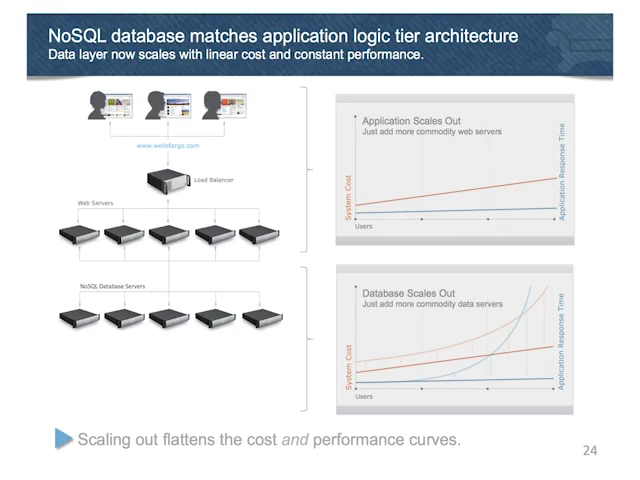 NoSQL database matches application logic tier architecture
Data layer now scales with linear cost and constant performance.
www.wellsfargo.com
Load Balancer
Web Servers
NoSQL Database Servers
Application Scales Out
Just add more commodity web servers
System Cost
Application Response Time
Users
Database Scales Out
Just add more commodity data servers
System Cost
Application Response Time
Users
Scaling out flattens the cost and performance curves.
24